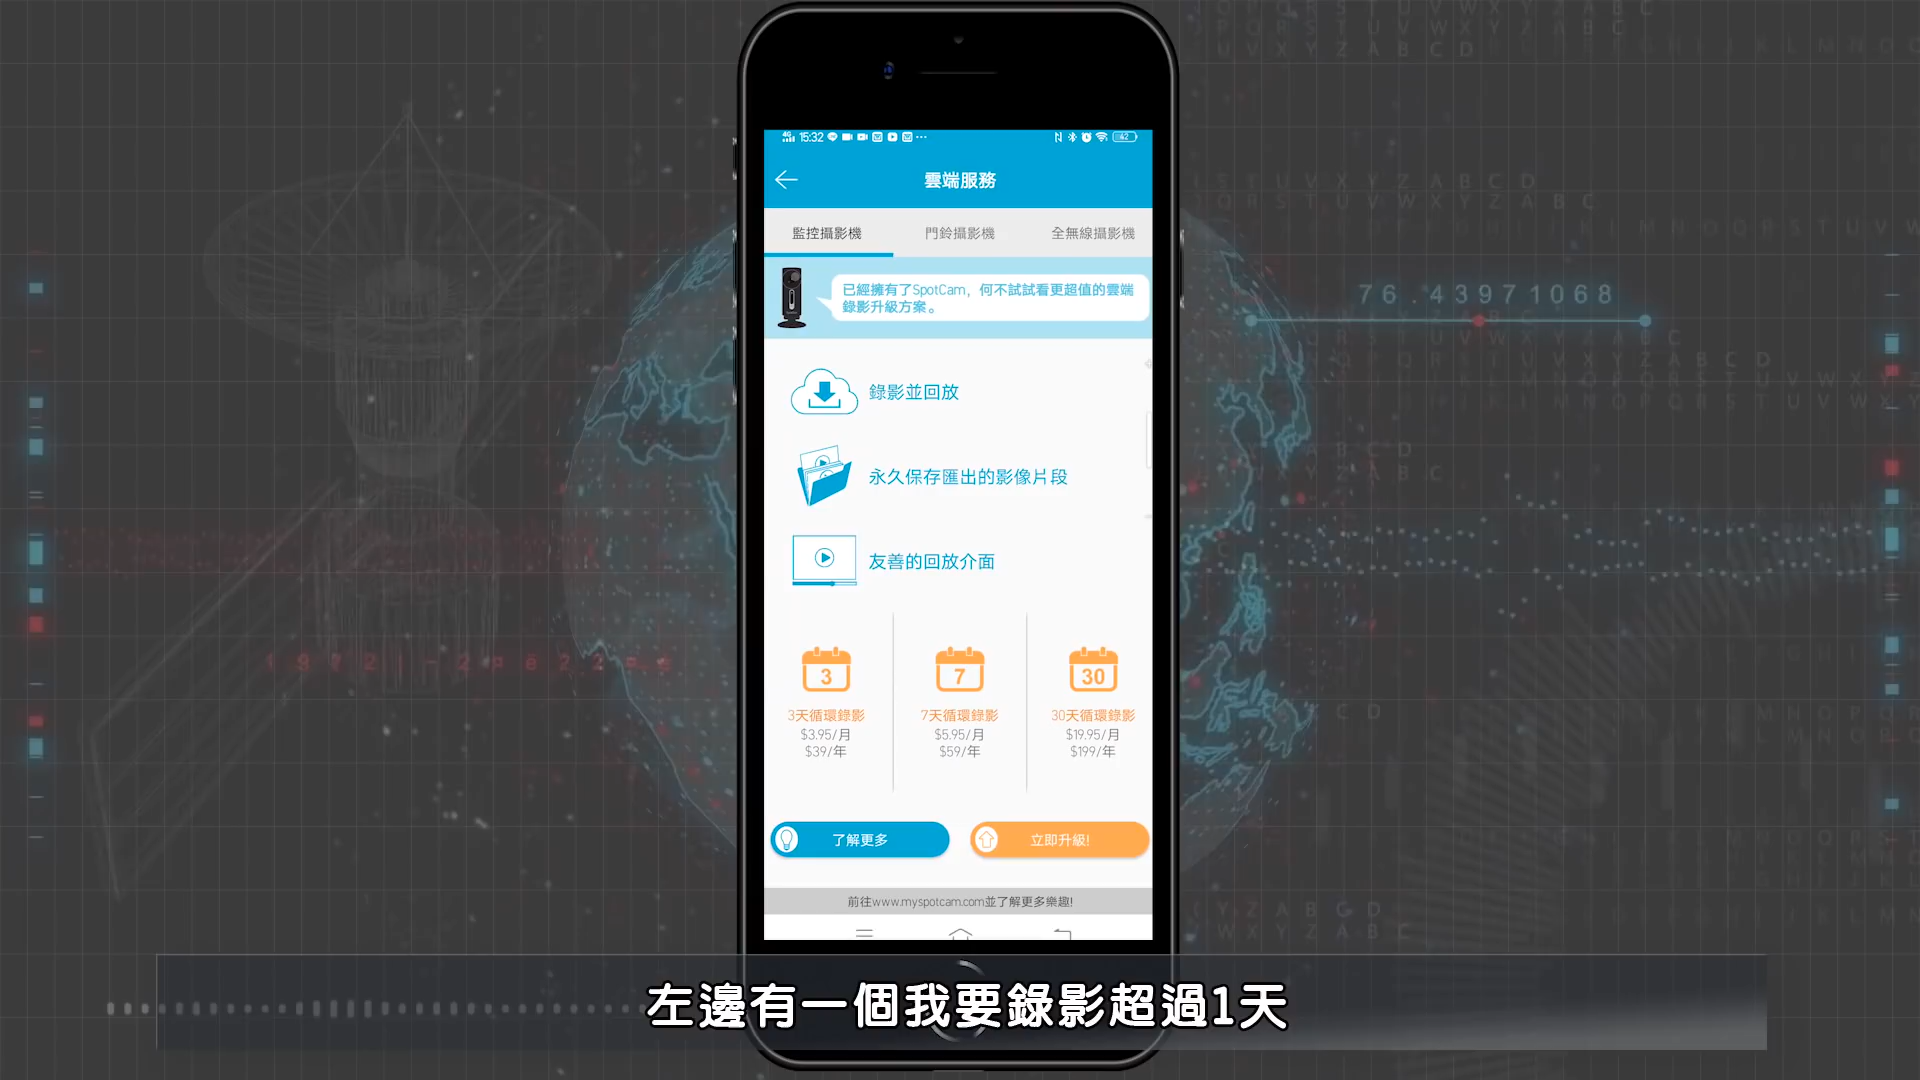 15:32
42
雲端服務
監控攝影機
門鈴攝影機
全無線攝影機
已經擁有了SpotCam，何不試試看更超值的雲端
錄影升級方案。
錄影並回放
永久保存匯出的影像片段
友善的回放介面
3
7
30
3天循環錄影
$3.95/月
$39/年
7天循環錄影
$5.95/月
$59/年
30天循環錄影
$19.95/月
$199/年
了解更多
立即升級!
前往www.myspotcam.com並了解更多樂趣!
76.43971068
左邊有一個我要錄影超過1天